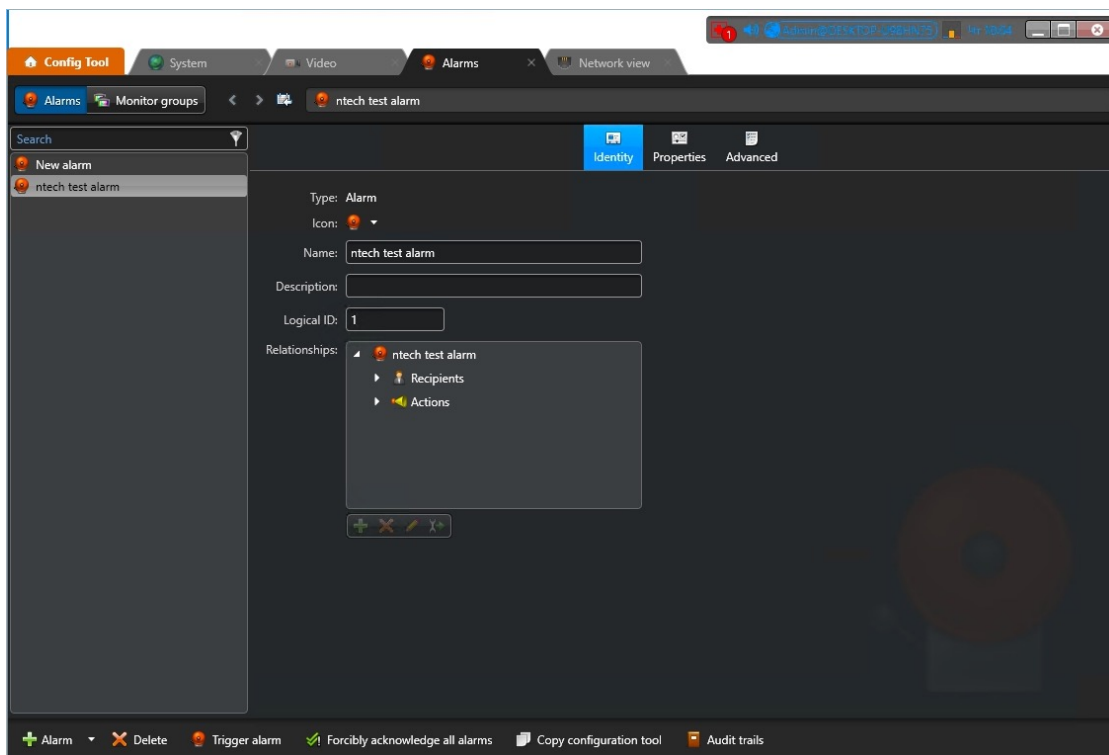 1
Config Tool System Video Alarms Network view
Alarms Monitor groups ntech test alarm
Search
New alarm
ntech test alarm
Identity Properties Advanced
Type: Alarm
Icon:
Name: ntech test alarm
Description:
Logical ID: 1
Relationships:
ntech test alarm
Recipients
Actions
Alarm Delete Trigger alarm Forcibly acknowledge all alarms Copy configuration tool Audit trails